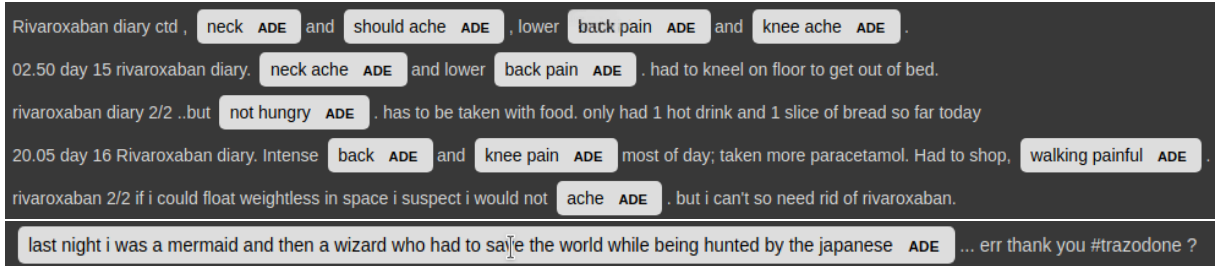 Rivaroxaban diary ctd , neck ADE and should ache ADE , lower back pain ADE and knee ache ADE .
02.50 day 15 rivaroxaban diary. neck ache ADE and lower back pain ADE . had to kneel on floor to get out of bed.
rivaroxaban diary 2/2 ..but not hungry ADE . has to be taken with food. only had 1 hot drink and 1 slice of bread so far today
20.05 day 16 Rivaroxaban diary. Intense back ADE and knee pain ADE most of day; taken more paracetamol. Had to shop, walking painful ADE .
rivaroxaban 2/2 if i could float weightless in space i suspect i would not ache ADE . but i can't so need rid of rivaroxaban.
last night i was a mermaid and then a wizard who had to save the world while being hunted by the japanese ADE ... err thank you #trazodone ?